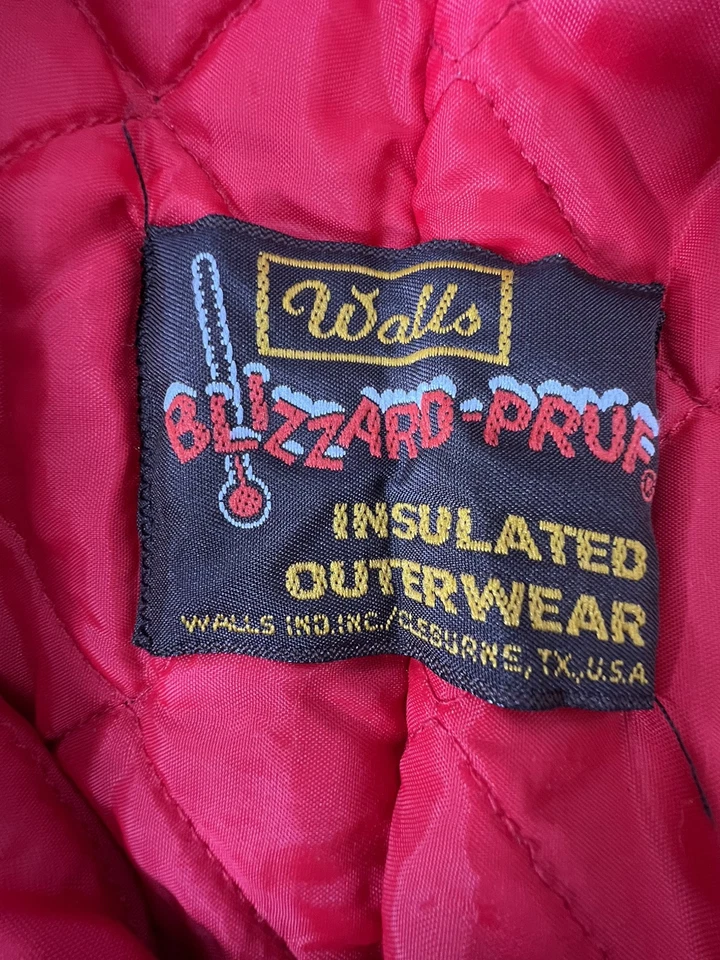 Walls
BLIZZARD-PRUF®
INSULATED
OUTERWEAR
WALLS IND.INC./CLEBURNE, TX., U.S.A